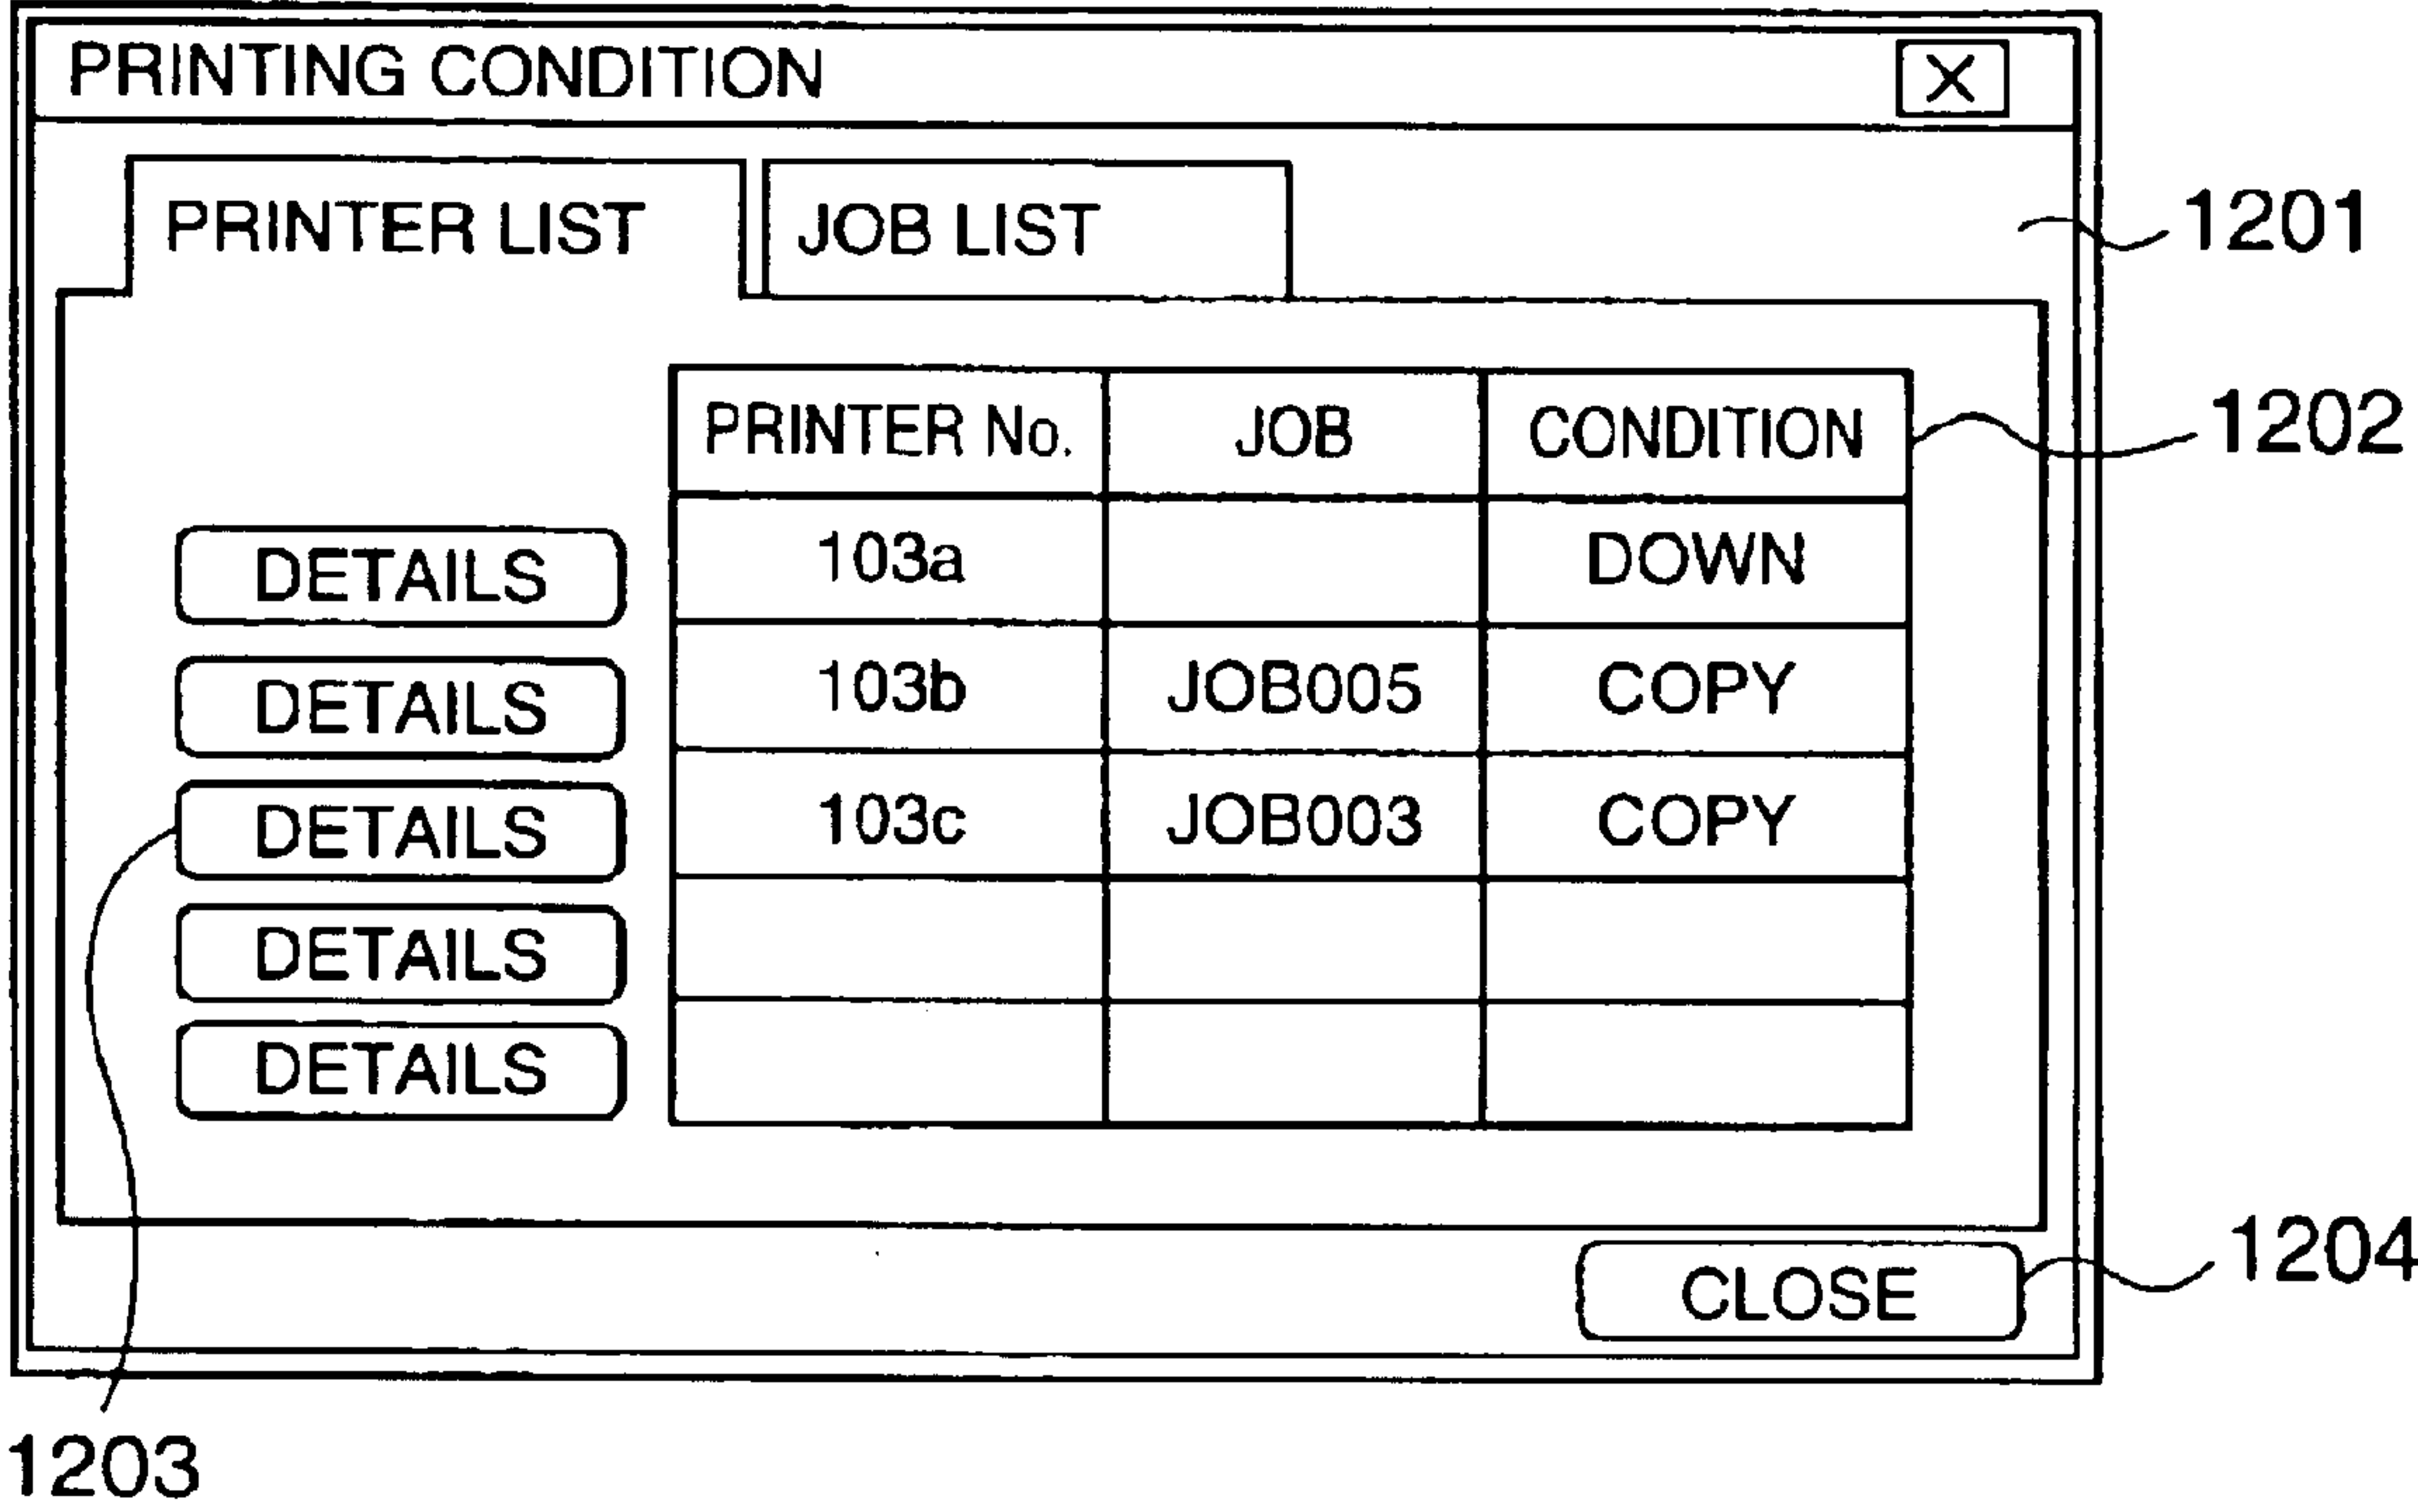 PRINTING CONDITION X
PRINTER LIST JOB LIST
1201
PRINTER No. JOB CONDITION
1202
DETAILS 103a DOWN
DETAILS 103b JOB005 COPY
DETAILS 103c JOB003 COPY
DETAILS
DETAILS
CLOSE
1204
1203